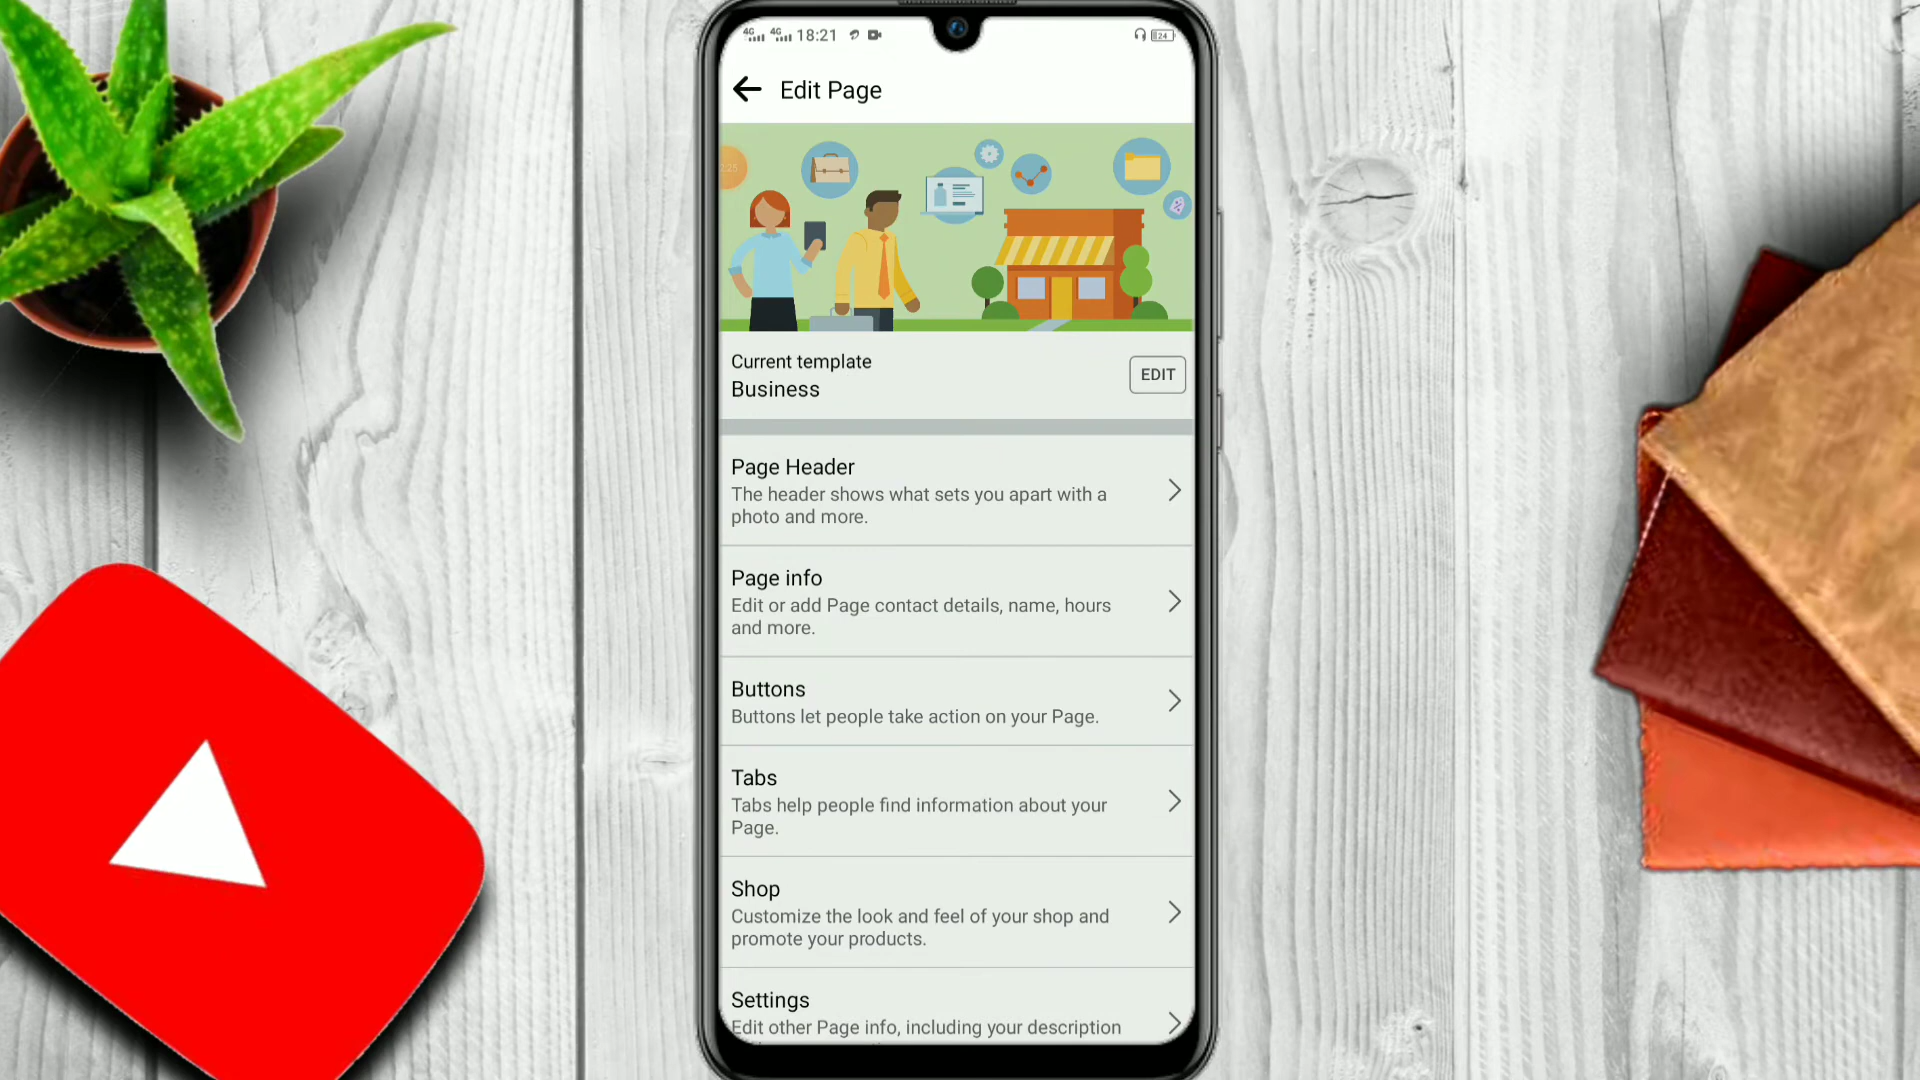 4G 4G 18:21 24
Edit Page
Current template
Business
EDIT
Page Header
The header shows what sets you apart with a
photo and more.
Page info
Edit or add Page contact details, name, hours
and more.
Buttons
Buttons let people take action on your Page.
Tabs
Tabs help people find information about your
Page.
Shop
Customize the look and feel of your shop and
promote your products.
Settings
Edit other Page info, including your description